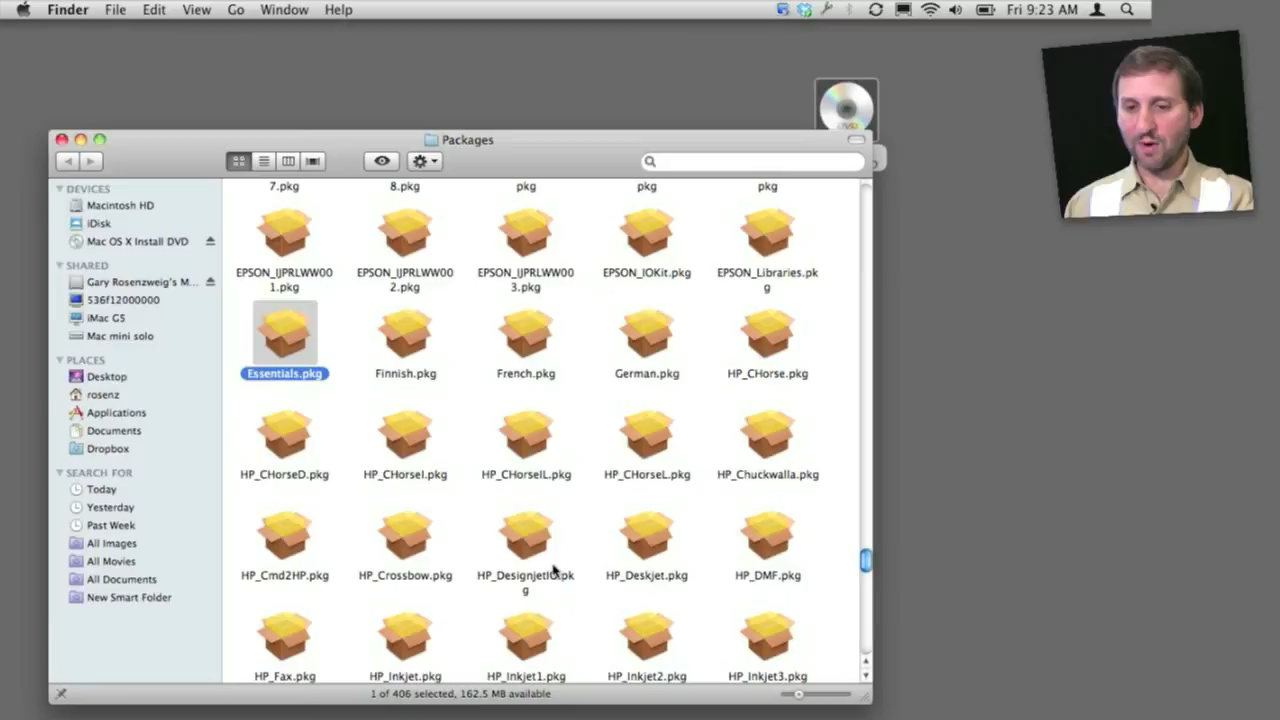 Finder File Edit View Go Window Help Fri 9:23 AM
Packages
DEVICES
Macintosh HD
iDisk
Mac OS X Install DVD
SHARED
Gary Rosenzweig's M...
536f12000000
iMac G5
Mac mini solo
PLACES
Desktop
rosenz
Applications
Documents
Dropbox
SEARCH FOR
Today
Yesterday
Past Week
All Images
All Movies
All Documents
New Smart Folder
7.pkg 8.pkg pkg pkg pkg
EPSON_IJPRLWW00 EPSON_IJPRLWW00 EPSON_IJPRLWW00 EPSON_IOKit.pkg EPSON_Libraries.pk
1.pkg 2.pkg 3.pkg g
Essentials.pkg Finnish.pkg French.pkg German.pkg HP_CHorse.pkg
HP_CHorseD.pkg HP_CHorseI.pkg HP_CHorseIL.pkg HP_CHorseL.pkg HP_Chuckwalla.pkg
HP_Cmd2HP.pkg HP_Crossbow.pkg HP_DesignjetIO.pk HP_Deskjet.pkg HP_DMF.pkg
g
HP_Fax.pkg HP_Inkjet.pkg HP_Inkjet1.pkg HP_Inkjet2.pkg HP_Inkjet3.pkg
1 of 406 selected, 162.5 MB available